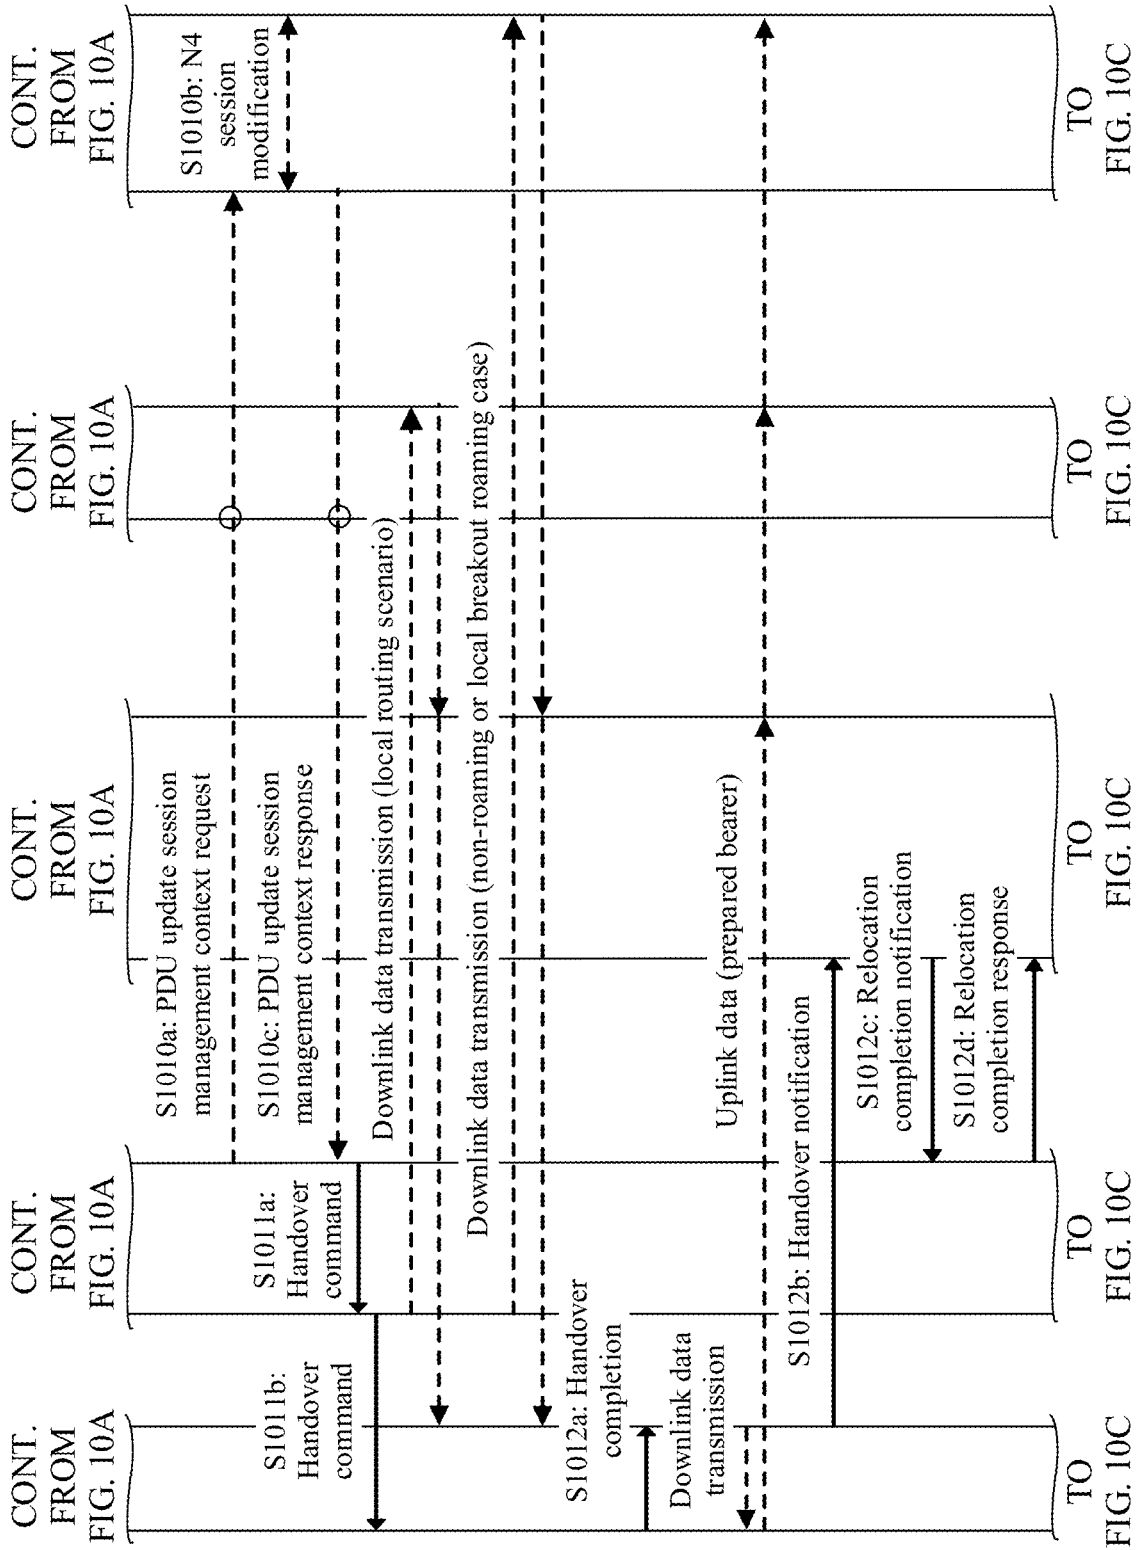 CONT.
FROM
FIG. 10A
CONT.
FROM
FIG. 10A
CONT.
FROM
FIG. 10A
CONT.
FROM
FIG. 10A
CONT.
FROM
FIG. 10A
S1010a: PDU update session
management context request
S1010b: N4
session
modification
S1010c: PDU update session
management context response
S1011a:
Handover
command
S1011b:
Handover
command
Downlink data transmission (local routing scenario)
Downlink data transmission (non-roaming or local breakout roaming case)
S1012a: Handover
completion
Downlink data
transmission
Uplink data (prepared bearer)
S1012b: Handover notification
S1012c: Relocation
completion notification
S1012d: Relocation
completion response
TO
FIG. 10C
TO
FIG. 10C
TO
FIG. 10C
TO
FIG. 10C
TO
FIG. 10C